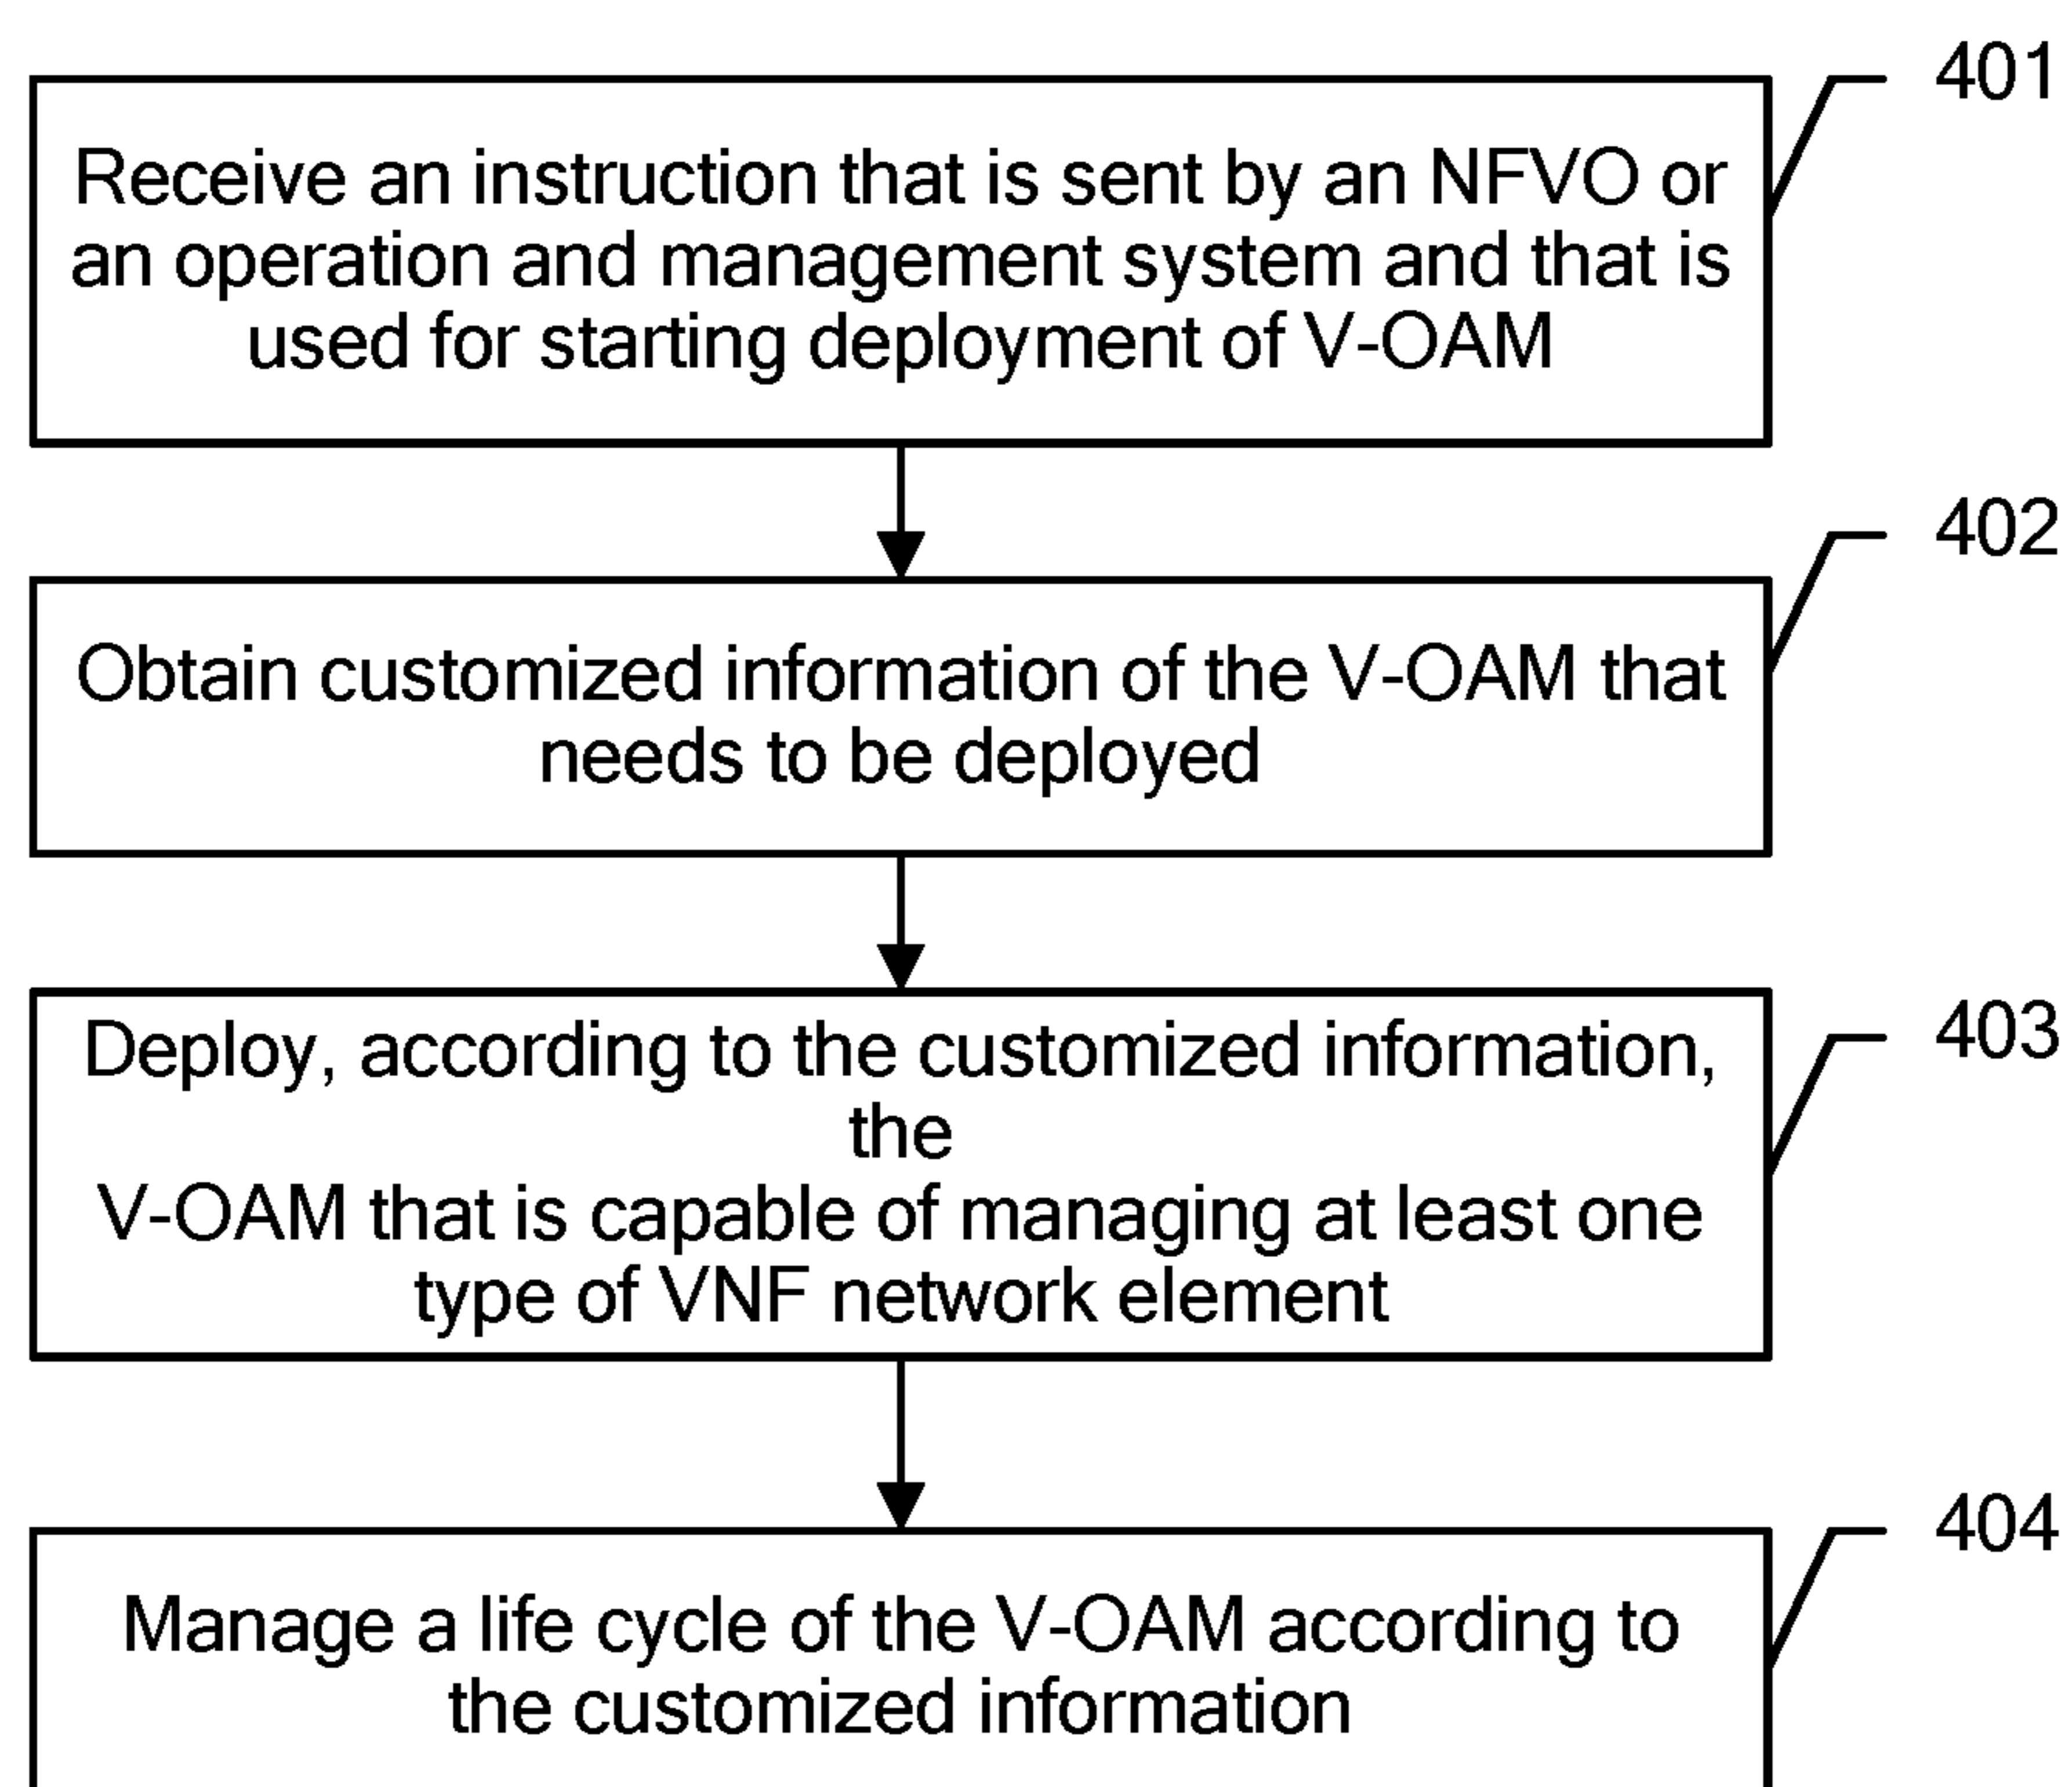 401
Receive an instruction that is sent by an NFVO or
an operation and management system and that is
used for starting deployment of V-OAM
402
Obtain customized information of the V-OAM that
needs to be deployed
403
Deploy, according to the customized information,
the
V-OAM that is capable of managing at least one
type of VNF network element
404
Manage a life cycle of the V-OAM according to
the customized information